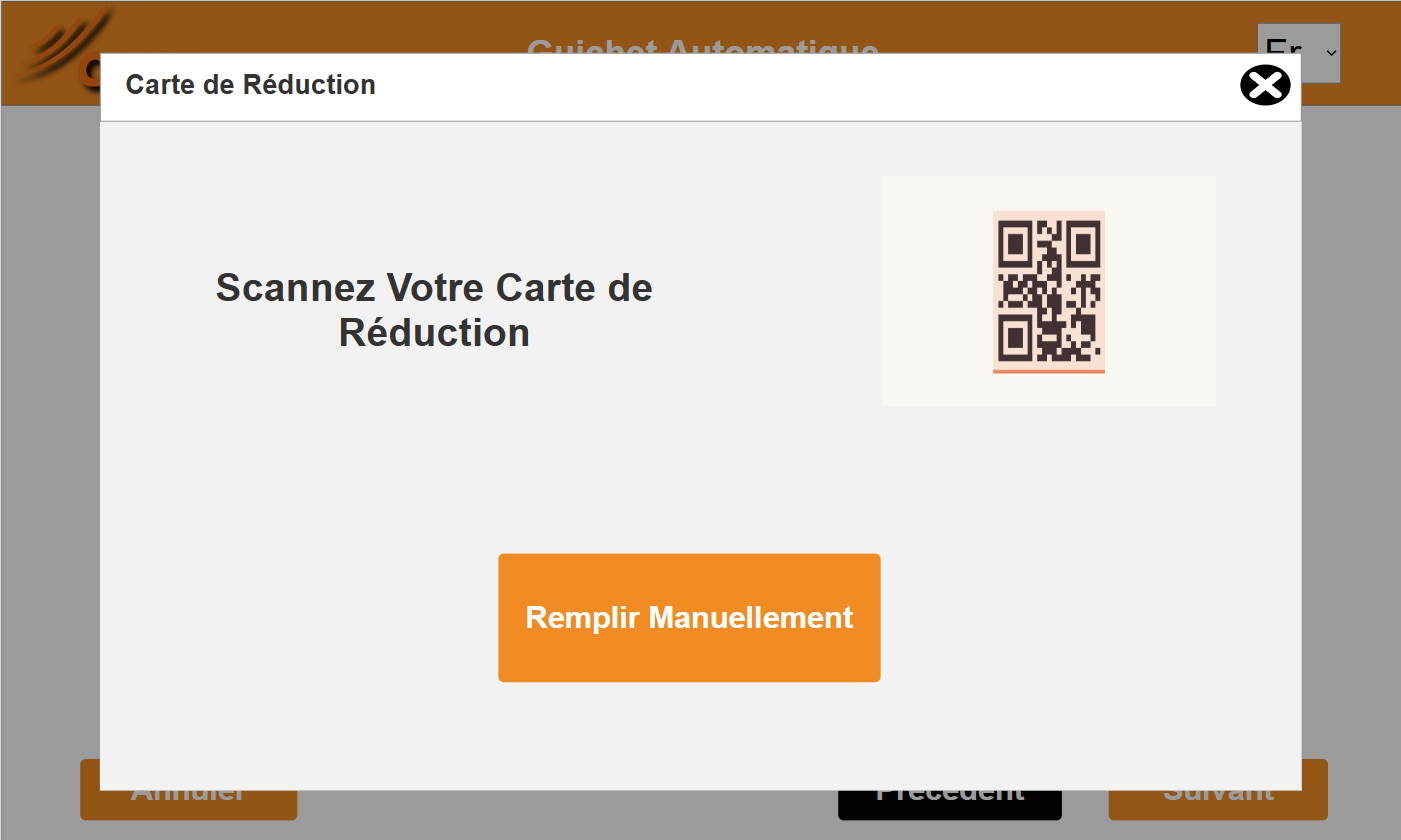 Guichet Automatique
Fr
Carte de Réduction
Scannez Votre Carte de
Réduction
Remplir Manuellement
Annuler
Précédent
Suivant